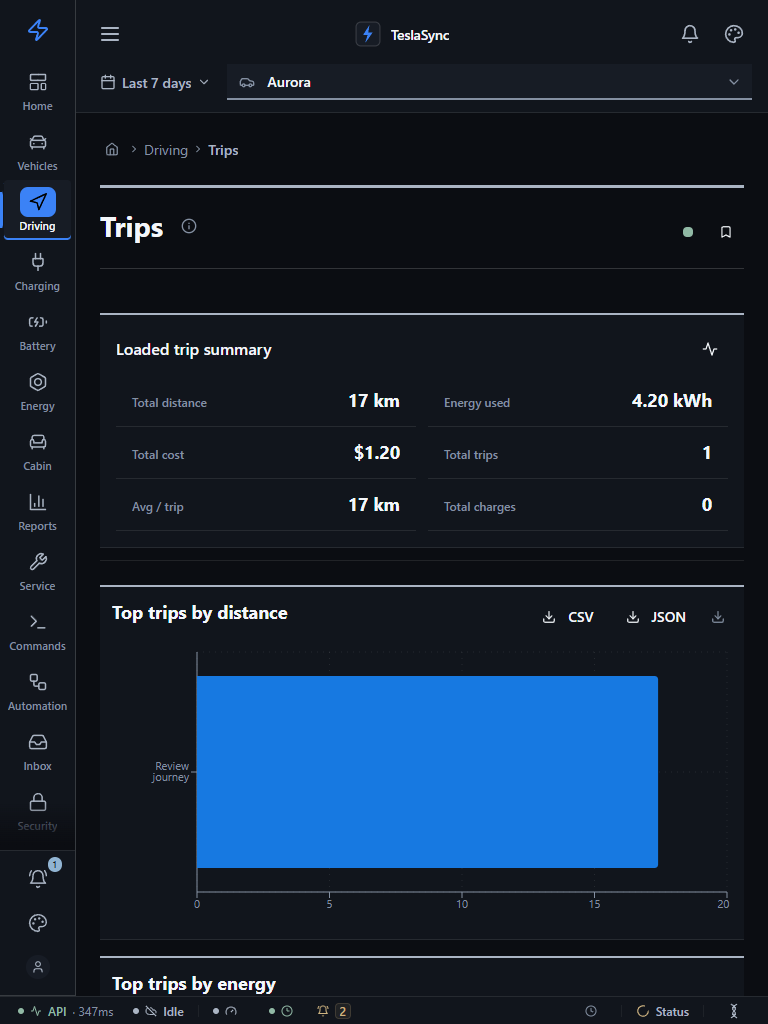 TeslaSync
Last 7 days
Aurora
Home
Vehicles
Driving
Charging
Battery
Energy
Cabin
Reports
Service
Commands
Automation
Inbox
Security
1
Driving
Trips
Trips
Loaded trip summary
Total distance 17 km
Energy used 4.20 kWh
Total cost $1.20
Total trips 1
Avg / trip 17 km
Total charges 0
Top trips by distance
CSV
JSON
Review
journey
0 5 10 15 20
Top trips by energy
API · 347ms
Idle
2
Status